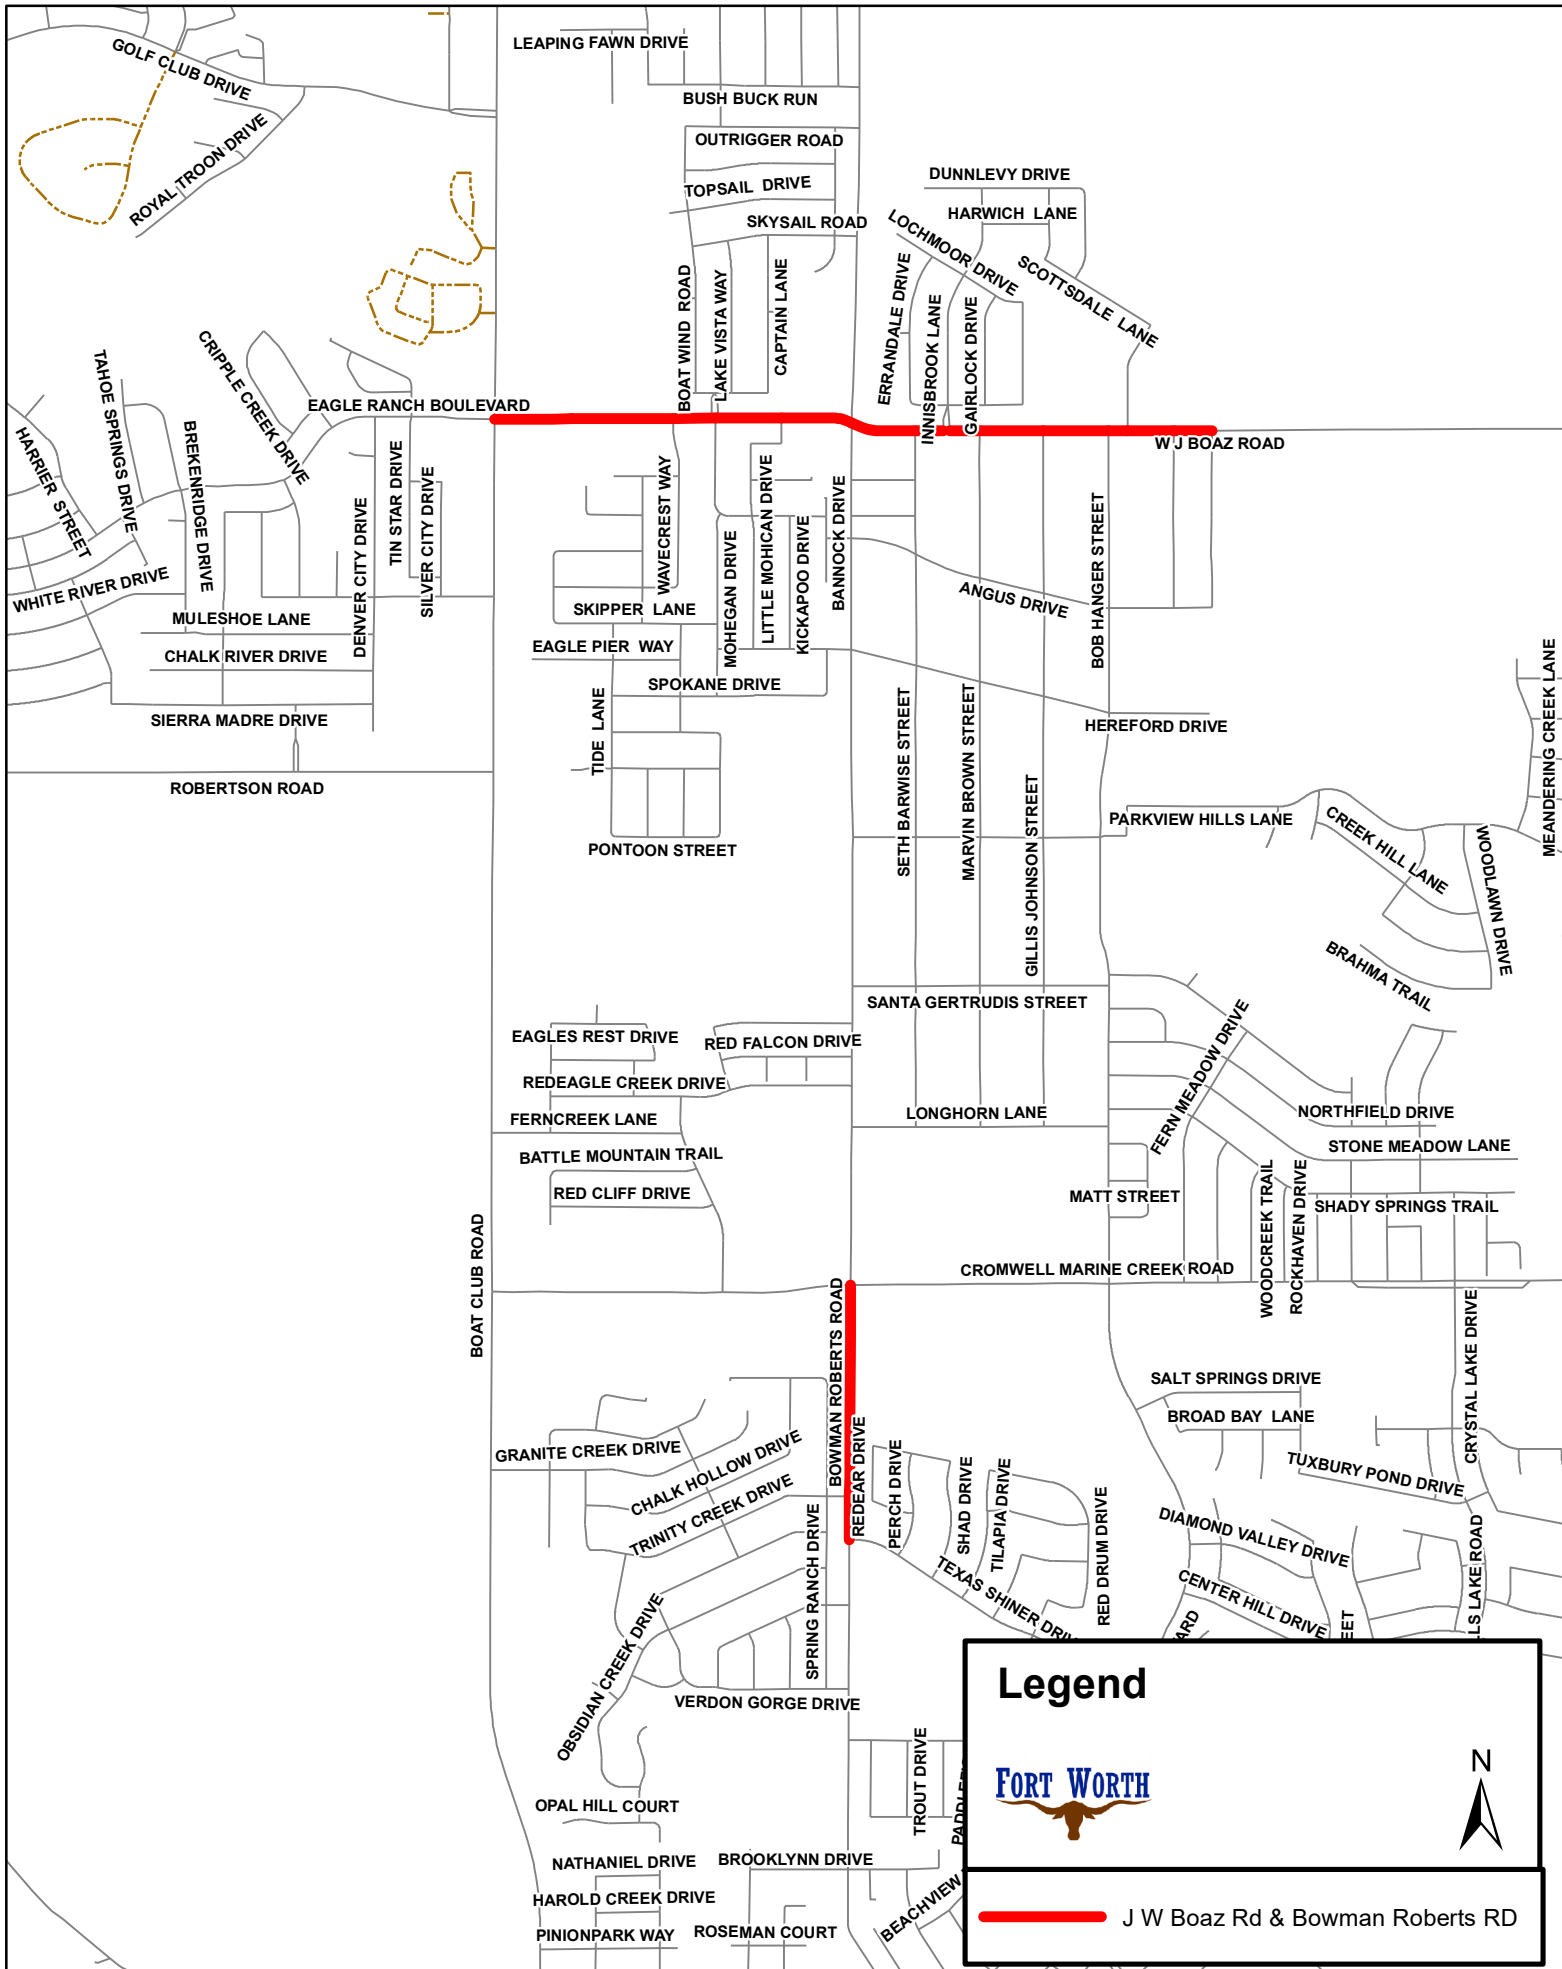 LEAPING FAWN DRIVE
GOLF CLUB DRIVE
BUSH BUCK RUN
OUTRIGGER ROAD
ROYAL TROON DRIVE
DUNNLEVY DRIVE
TOPSAIL DRIVE
HARWICH LANE
SKYSAIL ROAD
LOCHMOOR DRIVE
SCOTTSDALE LANE
ERRANDALE DRIVE
BOAT WIND ROAD
LAKE VISTA WAY
CAPTAIN LANE
INNISBROOK LANE
GAIRLOCK DRIVE
CRIPPLE CREEK DRIVE
TAHOE SPRINGS DRIVE
EAGLE RANCH BOULEVARD
HARRIER STREET
BREKENRIDGE DRIVE
W J BOAZ ROAD
TIN STAR DRIVE
SILVER CITY DRIVE
DENVER CITY DRIVE
WAVECREST WAY
LITTLE MOHICAN DRIVE
BANNOCK DRIVE
MOHEGAN DRIVE
KICKAPOO DRIVE
BOB HANGER STREET
WHITE RIVER DRIVE
ANGUS DRIVE
SKIPPER LANE
MULESHOE LANE
EAGLE PIER WAY
CHALK RIVER DRIVE
SPOKANE DRIVE
SIERRA MADRE DRIVE
TIDE LANE
HEREFORD DRIVE
MEANDERING CREEK LANE
SETH BARWISE STREET
MARVIN BROWN STREET
GILLIS JOHNSON STREET
ROBERTSON ROAD
PARKVIEW HILLS LANE
CREEK HILL LANE
WOODLAWN DRIVE
PONTOON STREET
BRAHMA TRAIL
SANTA GERTRUDIS STREET
EAGLES REST DRIVE
RED FALCON DRIVE
FERN MEADOW DRIVE
REDEAGLE CREEK DRIVE
FERNCREEK LANE
LONGHORN LANE
NORTHFIELD DRIVE
STONE MEADOW LANE
BATTLE MOUNTAIN TRAIL
RED CLIFF DRIVE
MATT STREET
WOODCREEK TRAIL
ROCKHAVEN DRIVE
SHADY SPRINGS TRAIL
BOAT CLUB ROAD
CROMWELL MARINE CREEK ROAD
BOWMAN ROBERTS ROAD
CRYSTAL LAKE DRIVE
SALT SPRINGS DRIVE
BROAD BAY LANE
GRANITE CREEK DRIVE
CHALK HOLLOW DRIVE
REDEAR DRIVE
PERCH DRIVE
SHAD DRIVE
TILAPIA DRIVE
TUXBURY POND DRIVE
TRINITY CREEK DRIVE
RED DRUM DRIVE
DIAMOND VALLEY DRIVE
SPRING RANCH DRIVE
TEXAS SHINER DRIV
CENTER HILL DRIVE
LLS LAKE ROAD
ARD
EET
OBSIDIAN CREEK DRIVE
VERDON GORGE DRIVE
TROUT DRIVE
OPAL HILL COURT
NATHANIEL DRIVE
BROOKLYNN DRIVE
HAROLD CREEK DRIVE
BEACHVIEW
PINIONPARK WAY
ROSEMAN COURT
Legend
FORT WORTH
N
J W Boaz Rd & Bowman Roberts RD